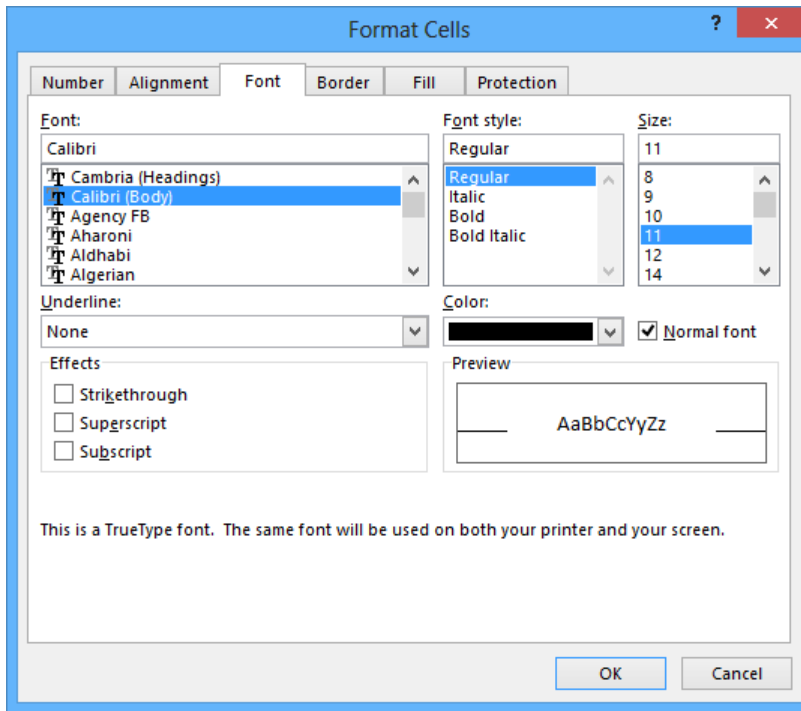 Format Cells
?
Number Alignment Font Border Fill Protection
Font: Font style: Size:
Calibri Regular 11
Cambria (Headings) Regular 8
Calibri (Body) Italic 9
Agency FB Bold 10
Aharoni Bold Italic 11
Aldhabi 12
Algerian 14
Underline: Color:
None Normal font
Effects Preview
Strikethrough
Superscript AaBbCcYyZz
Subscript
This is a TrueType font.  The same font will be used on both your printer and your screen.
OK Cancel